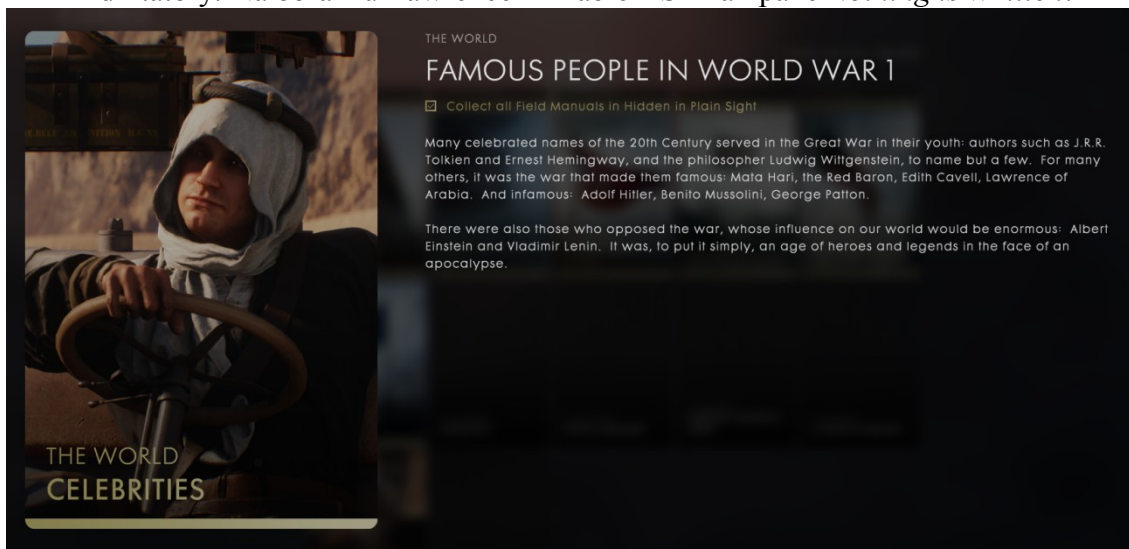 THE WORLD
FAMOUS PEOPLE IN WORLD WAR 1
Collect all Field Manuals in Hidden in Plain Sight
Many celebrated names of the 20th Century served in the Great War in their youth: authors such as J.R.R.
Tolkien and Ernest Hemingway, and the philosopher Ludwig Wittgenstein, to name but a few. For many
others, it was the war that made them famous: Mata Hari, the Red Baron, Edith Cavell, Lawrence of
Arabia. And infamous: Adolf Hitler, Benito Mussolini, George Patton.
There were also those who opposed the war, whose influence on our world would be enormous: Albert
Einstein and Vladimir Lenin. It was, to put it simply, an age of heroes and legends in the face of an
apocalypse.
THE WORLD
CELEBRITIES